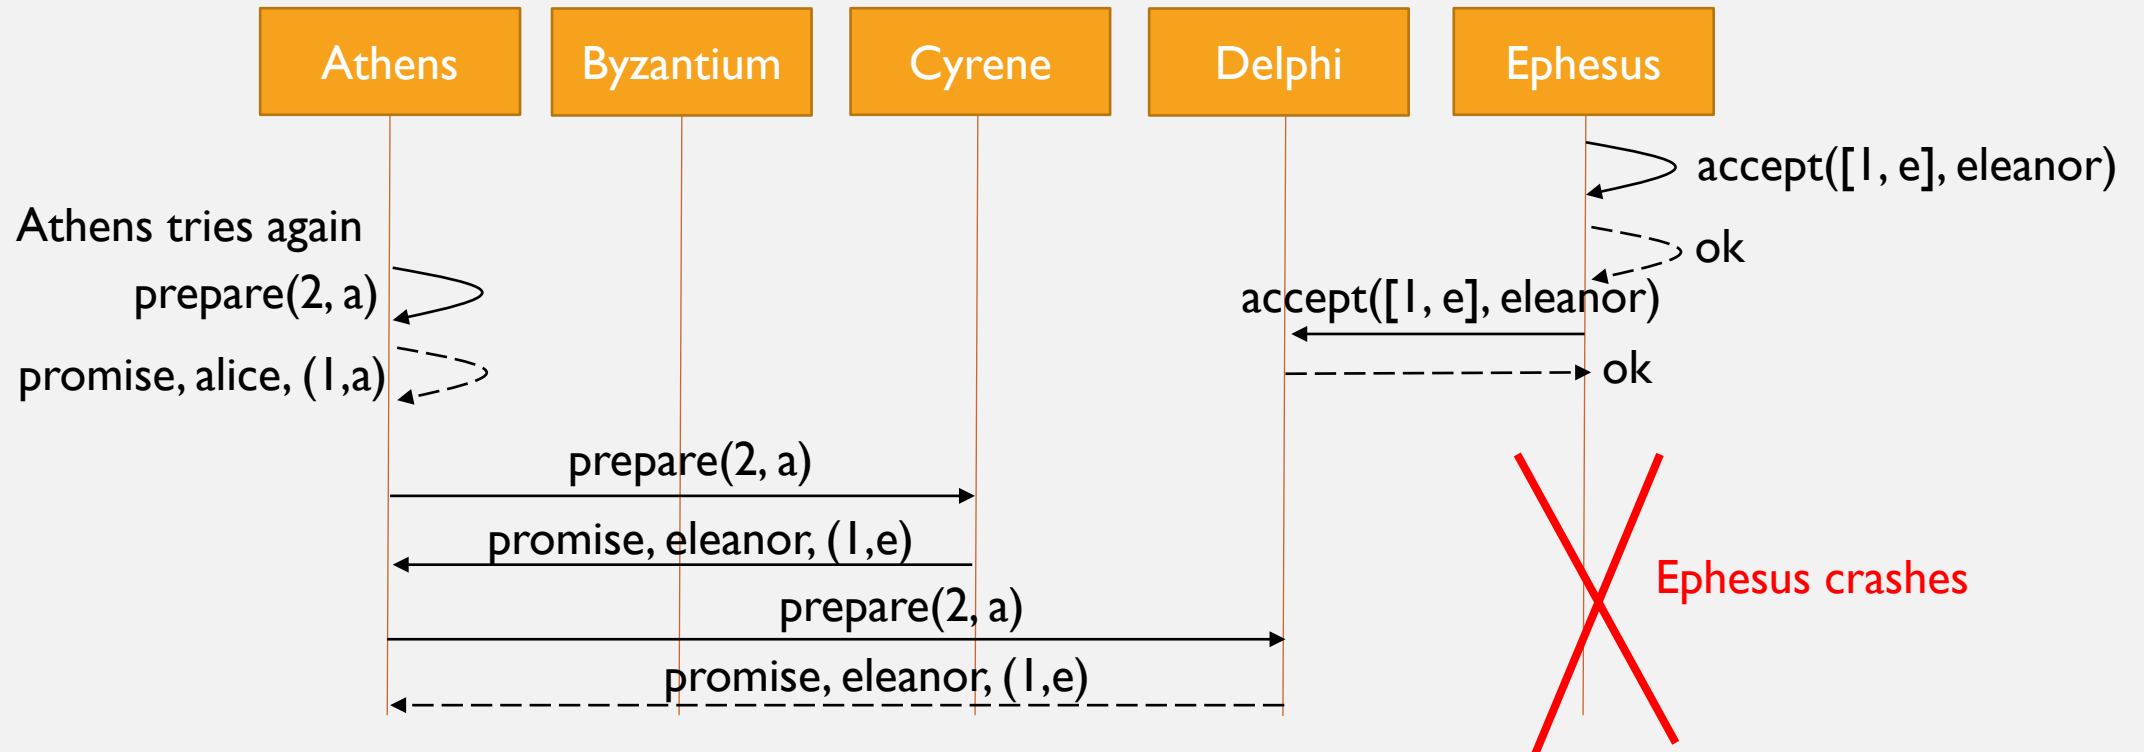 Athens
Byzantium
Cyrene
Delphi
Ephesus
accept([1, e], eleanor)
Athens tries again
ok
prepare(2, a)
accept([1, e], eleanor)
promise, alice, (1,a)
ok
prepare(2, a)
promise, eleanor, (1,e)
Ephesus crashes
prepare(2, a)
promise, eleanor, (1,e)